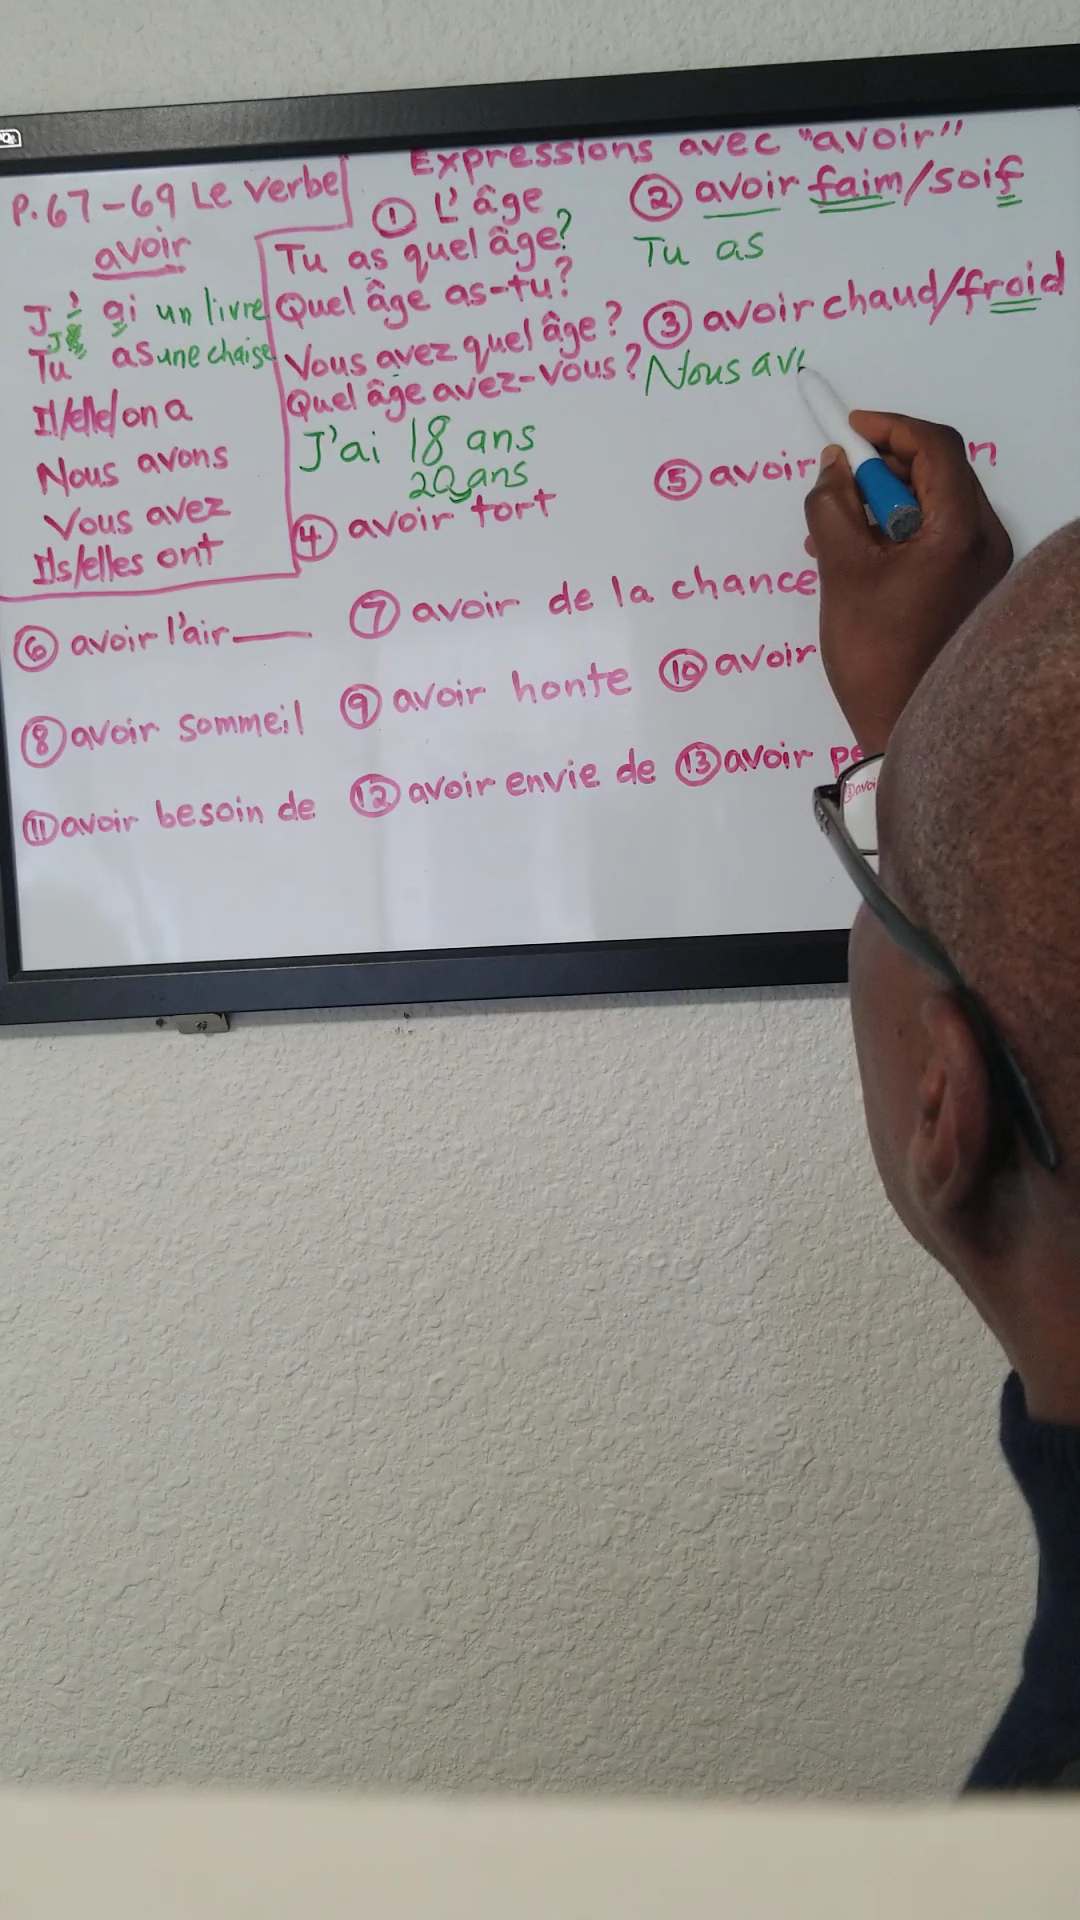 Expressions avec "avoir"
P.67-69 Le verbe
avoir
J' ai un livre
Tu as une chaise
Il/elle/on a
Nous avons
Vous avez
Ils/elles ont
① L'âge
Tu as quel âge?
Quel âge as-tu?
Vous avez quel âge?
Quel âge avez-vous?
J'ai 18 ans
20 ans
② avoir faim/soif
Tu as
③ avoir chaud/froid
Nous av
④ avoir tort
⑤ avoir
⑥ avoir l'air ____
⑦ avoir de la chance
⑧ avoir sommeil
⑨ avoir honte
⑩ avoir
⑪ avoir besoin de
⑫ avoir envie de
⑬ avoir